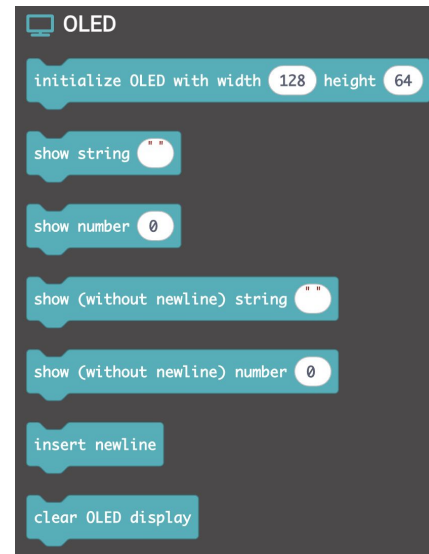 OLED
initialize OLED with width 128 height 64
show string " "
show number 0
show (without newline) string " "
show (without newline) number 0
insert newline
clear OLED display